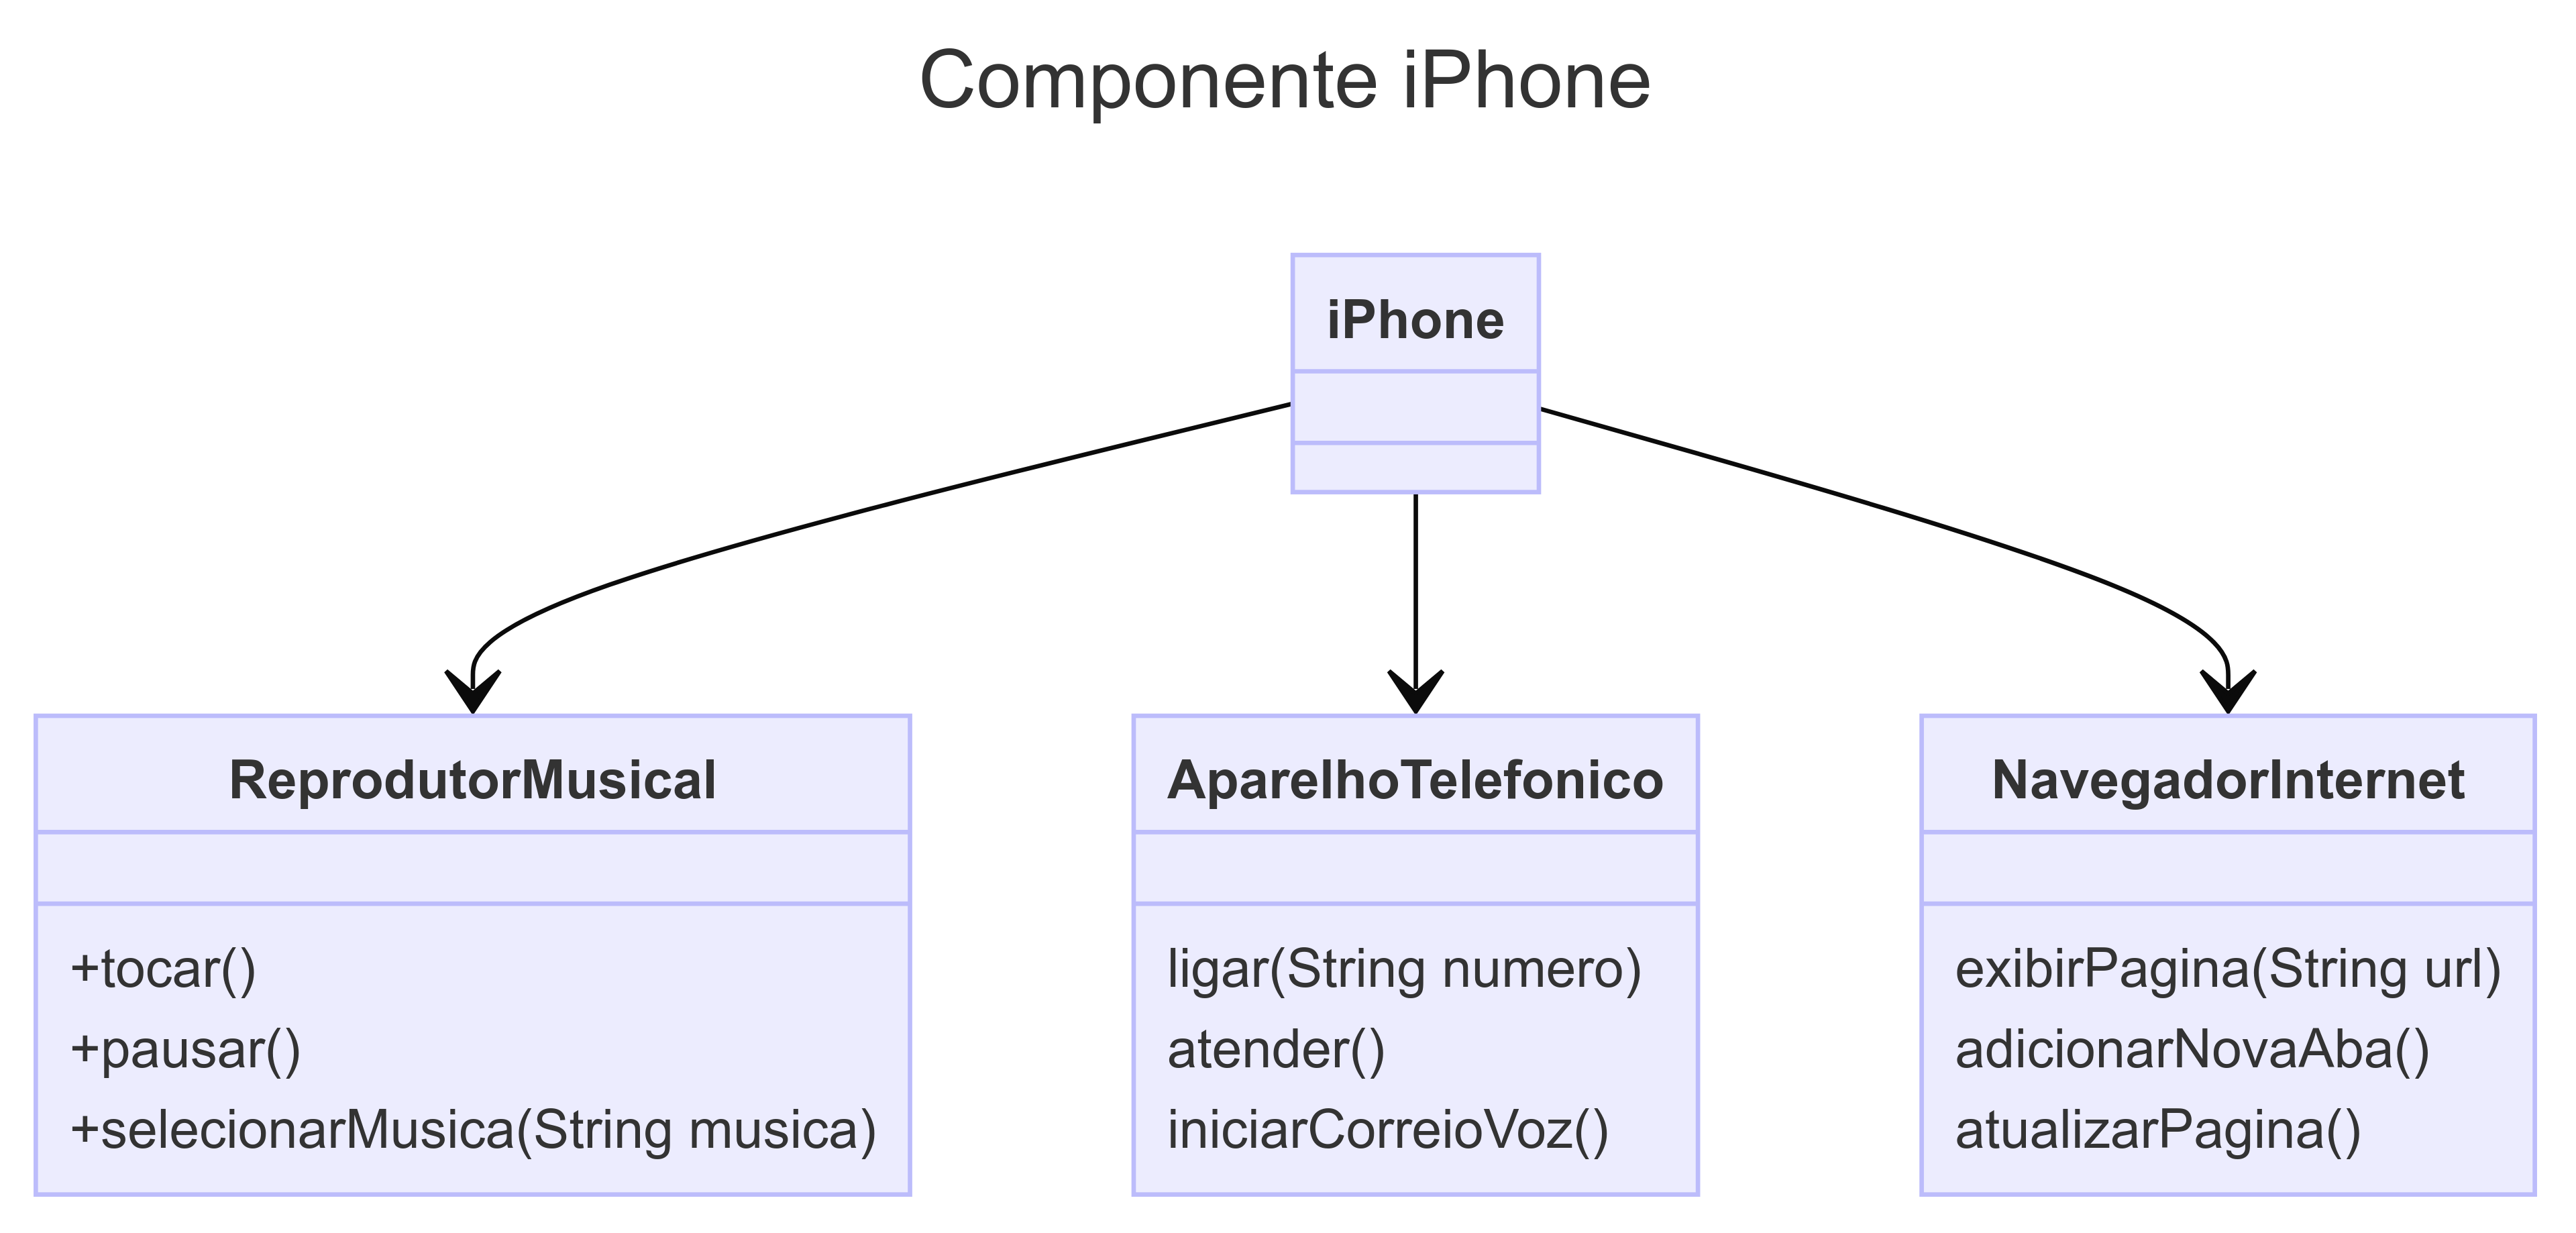 Componente iPhone
iPhone
ReprodutorMusical
+tocar()
+pausar()
+selecionarMusica(String musica)
AparelhoTelefonico
ligar(String numero)
atender()
iniciarCorreioVoz()
NavegadorInternet
exibirPagina(String url)
adicionarNovaAba()
atualizarPagina()